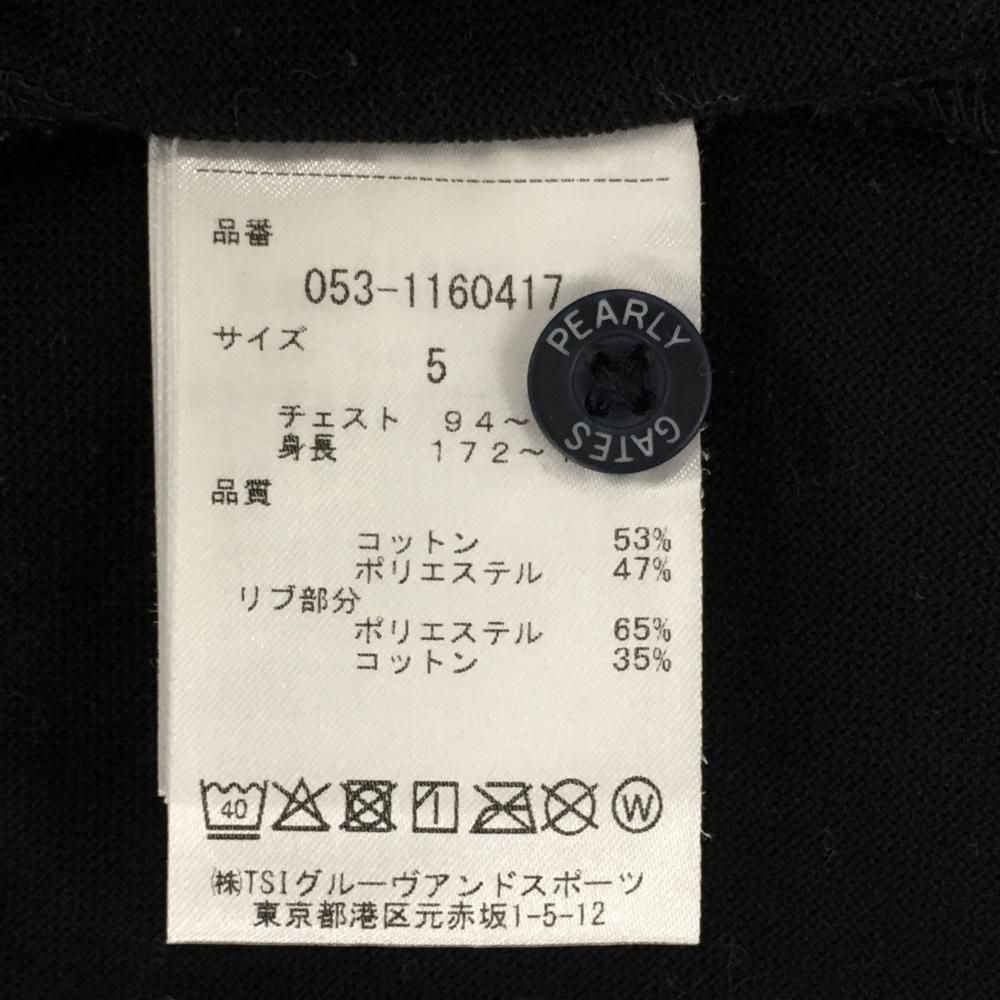 品番
053-1160417
サイズ
5
チェスト 94～
身長 172～
PEARLY
GATES
品質
コットン 53%
ポリエステル 47%
リブ部分
ポリエステル 65%
コットン 35%
40
W
㈱TSIグルーヴアンドスポーツ
東京都港区元赤坂1-5-12